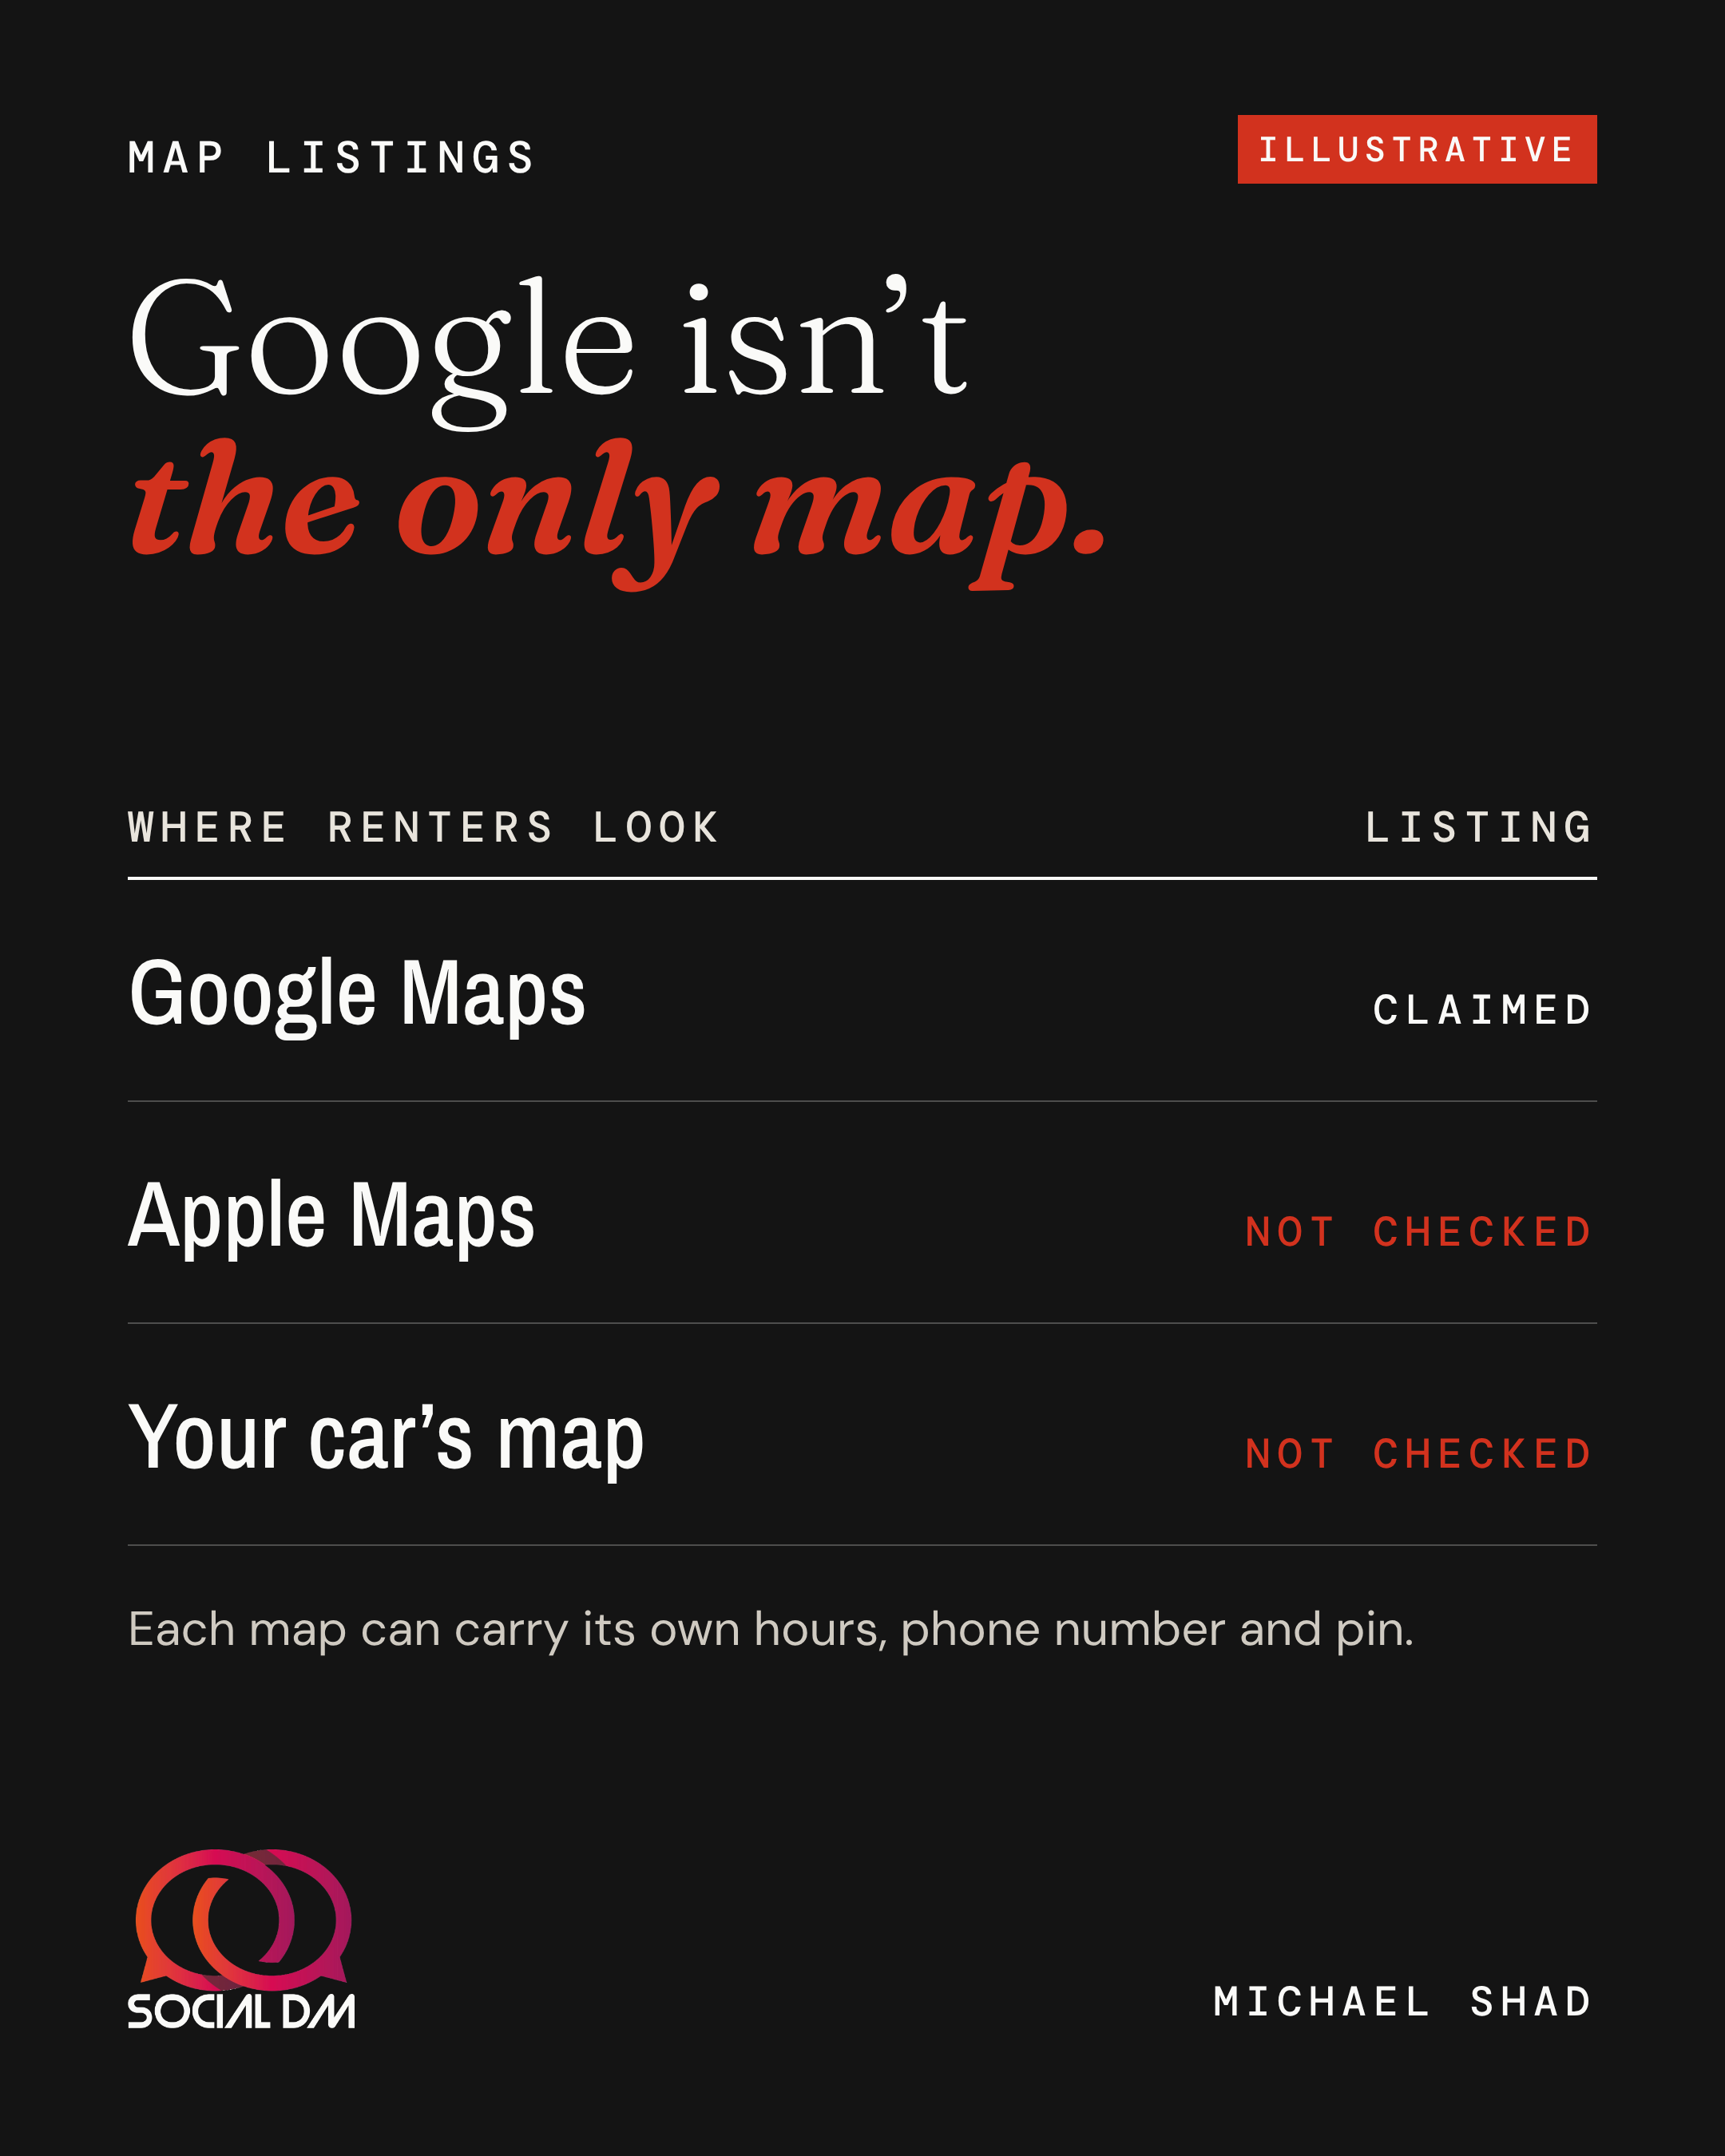 MAP LISTINGS
ILLUSTRATIVE
Google isn’t
the only map.
WHERE RENTERS LOOK
LISTING
Google Maps
CLAIMED
Apple Maps
NOT CHECKED
Your car’s map
NOT CHECKED
Each map can carry its own hours, phone number and pin.
SOCIAL DM
MICHAEL SHAD